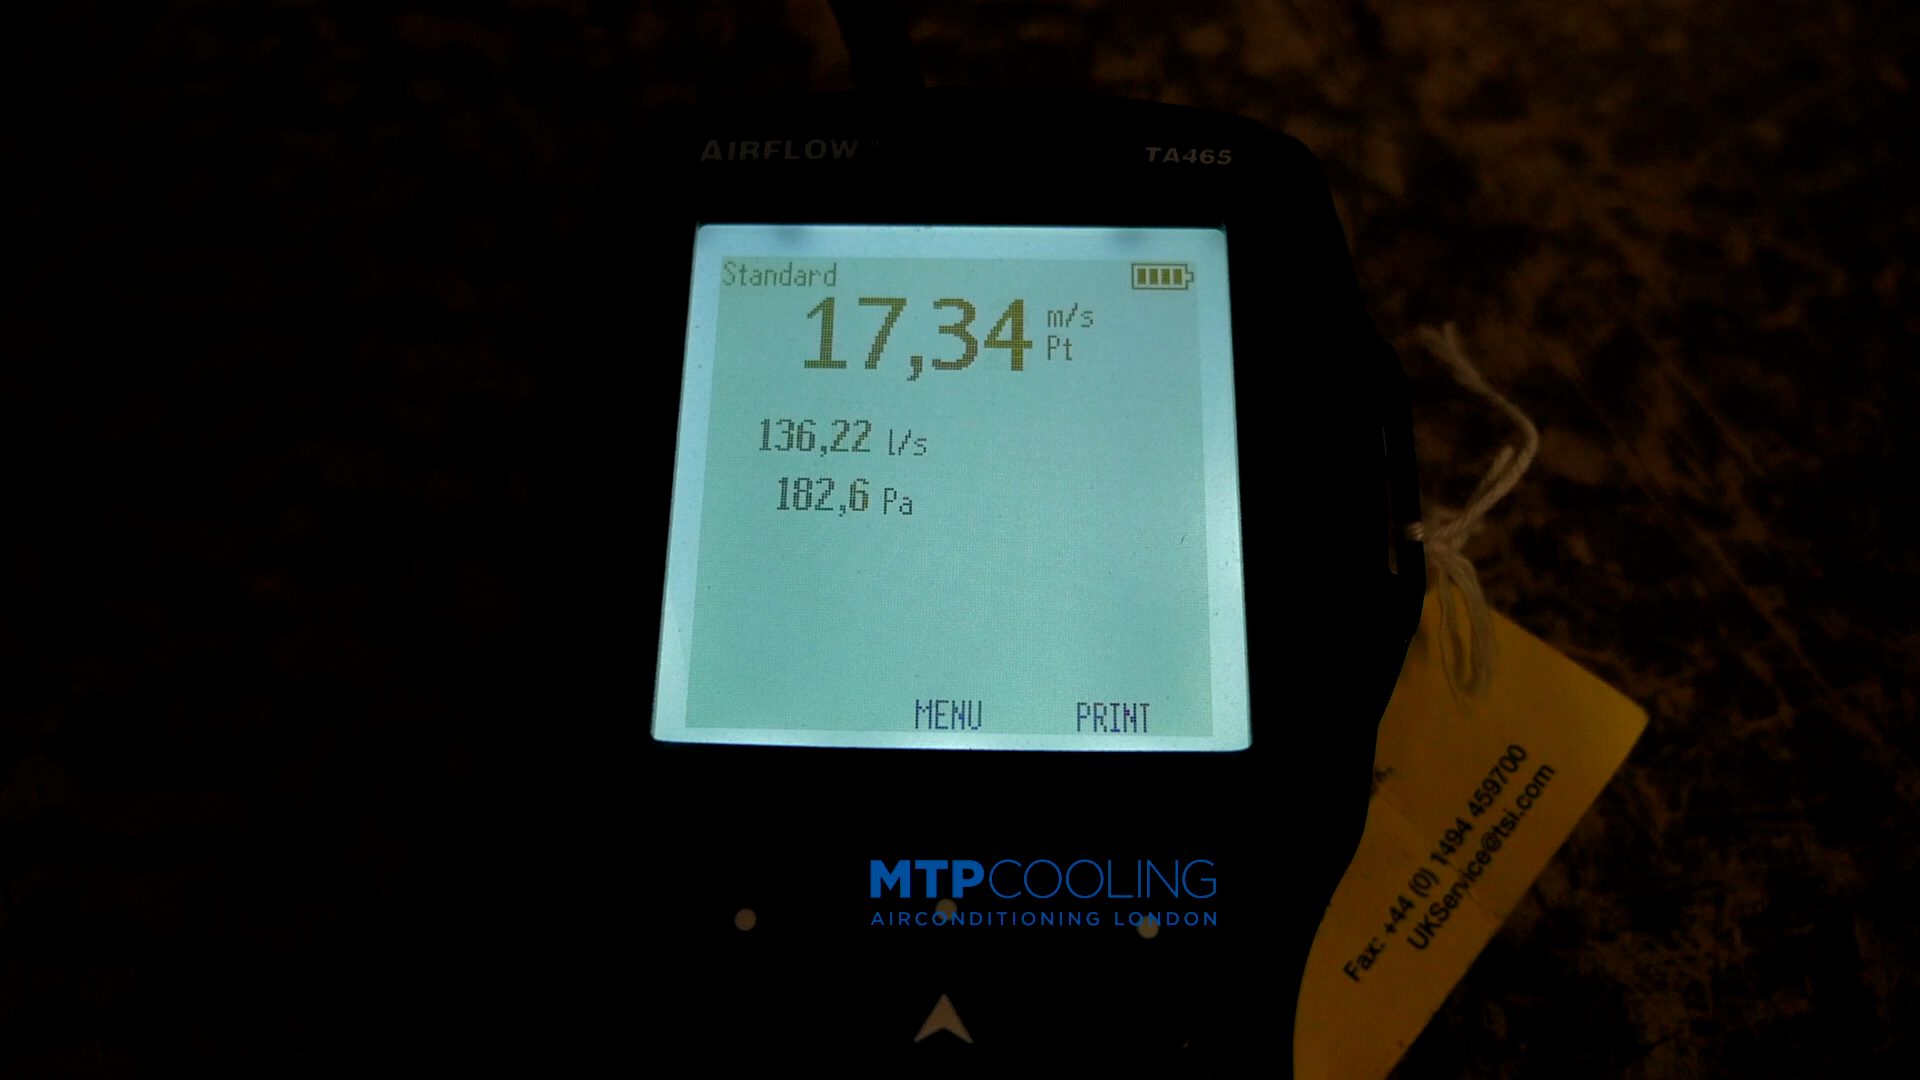 AIRFLOW
TA465
Standard
17,34 m/s
Pt
136,22 l/s
182,6 Pa
MENU PRINT
MTPCOOLING
AIRCONDITIONING LONDON
Fax: +44 (0) 1494 459700
UKService@tsi.com